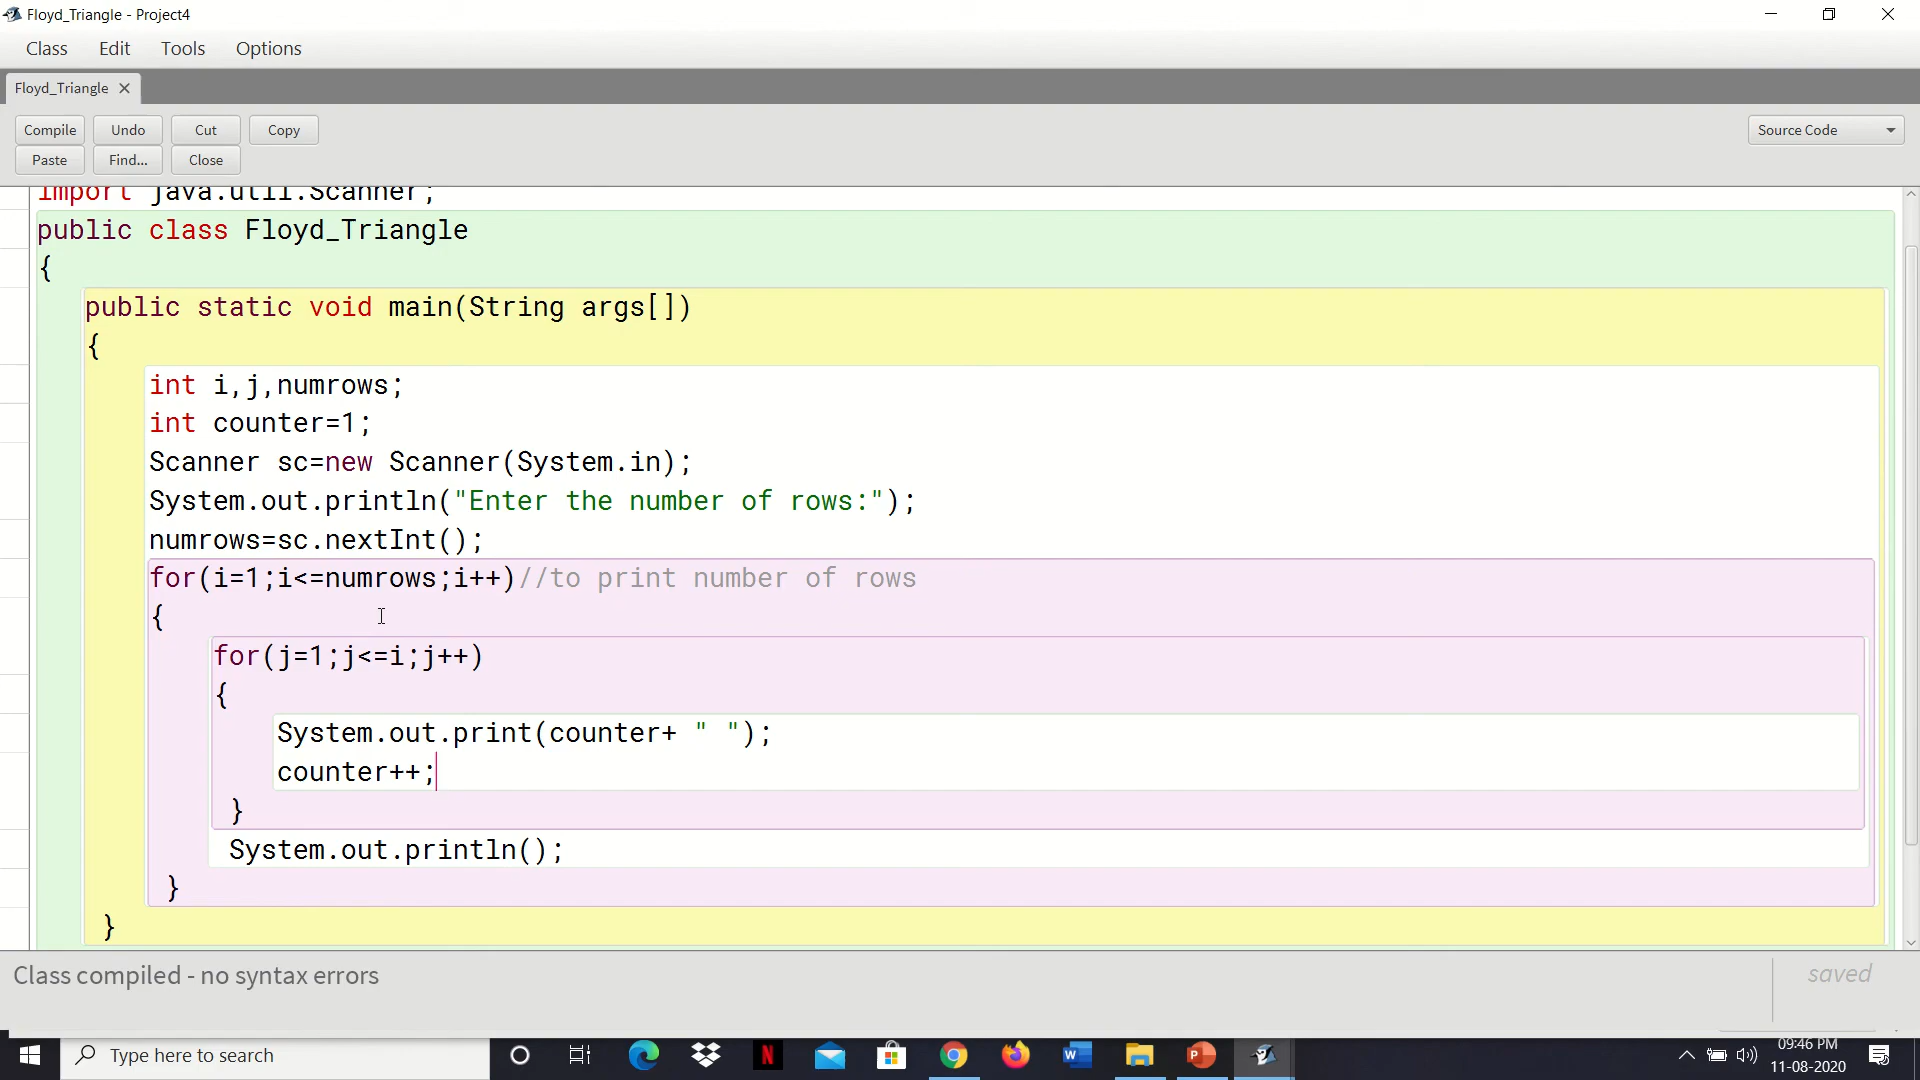 Floyd_Triangle - Project4
Class Edit Tools Options
Floyd_Triangle
Compile Undo Cut Copy
Source Code
Paste Find... Close
import java.util.Scanner;
public class Floyd_Triangle
{
public static void main(String args[])
{
int i,j,numrows;
int counter=1;
Scanner sc=new Scanner(System.in);
System.out.println("Enter the number of rows:");
numrows=sc.nextInt();
for(i=1;i<=numrows;i++)//to print number of rows
{
for(j=1;j<=i;j++)
{
System.out.print(counter+ " ");
counter++;
}
System.out.println();
}
}
Class compiled - no syntax errors
saved
Type here to search
09:46 PM
11-08-2020